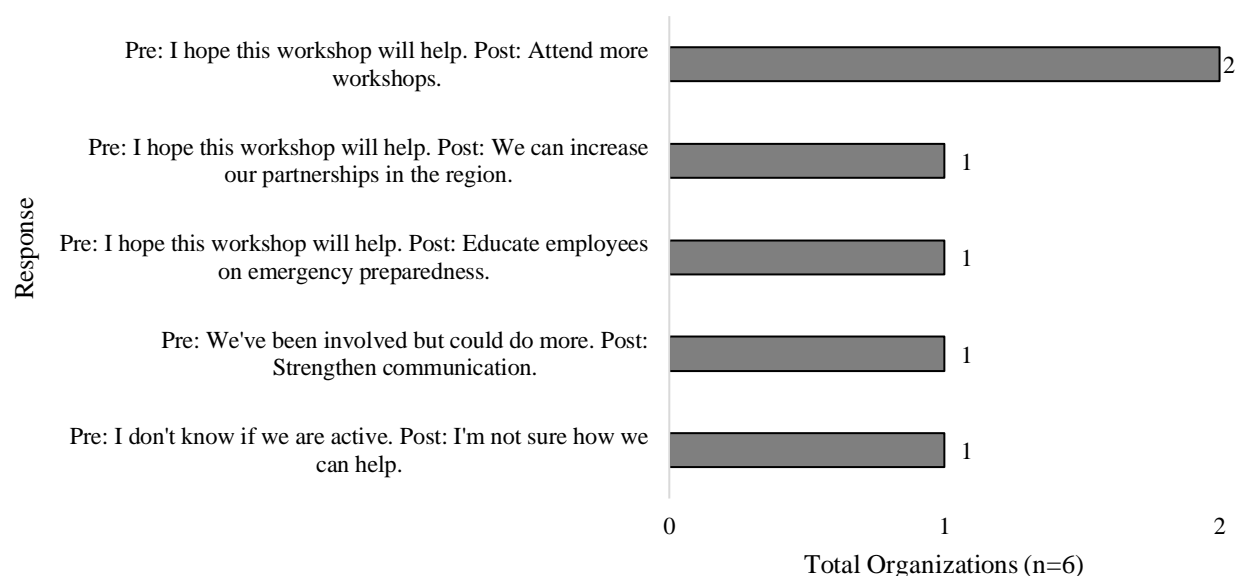 Pre: I hope this workshop will help. Post: Attend more
workshops.
2
Pre: I hope this workshop will help. Post: We can increase
our partnerships in the region.
1
Pre: I hope this workshop will help. Post: Educate employees
on emergency preparedness.
1
Pre: We've been involved but could do more. Post:
Strengthen communication.
1
Pre: I don't know if we are active. Post: I'm not sure how we
can help.
1
Response
0 1 2
Total Organizations (n=6)